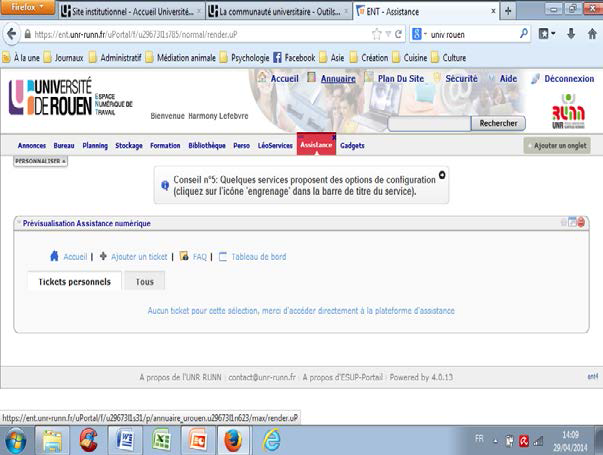 Firefox
Site institutionnel - Accueil Université...
La communauté universitaire - Outils...
ENT - Assistance
https://ent.unr-runn.fr/uPortal/f/u29673l1s785/normal/render.uP
univ rouen
À la une Journaux Administratif Médiation animale Psychologie Facebook Asie Création Cuisine Culture
Accueil Annuaire Plan Du Site Sécurité Aide Déconnexion
UNIVERSITÉ DE ROUEN
ESPACE NUMÉRIQUE DE TRAVAIL
Bienvenue Harmony Lefebvre
Rechercher
RUNN
UNR
Annonces Bureau Planning Stockage Formation Bibliothèque Perso LéoServices Assistance Gadgets
Ajouter un onglet
PERSONNALISER
Conseil n°5: Quelques services proposent des options de configuration
(cliquez sur l'icône 'engrenage' dans la barre de titre du service).
Prévisualisation Assistance numérique
Accueil | Ajouter un ticket | FAQ | Tableau de bord
Tickets personnels Tous
Aucun ticket pour cette sélection, merci d'accéder directement à la plateforme d'assistance
A propos de l'UNR RUNN | contact@unr-runn.fr | A propos d'ESUP-Portail | Powered by 4.0.13
ent4
https://ent.unr-runn.fr/uPortal/f/u29673l1s31/p/annuaire_urouen.u29673l1n623/max/render.uP
FR
14:09
29/04/2014